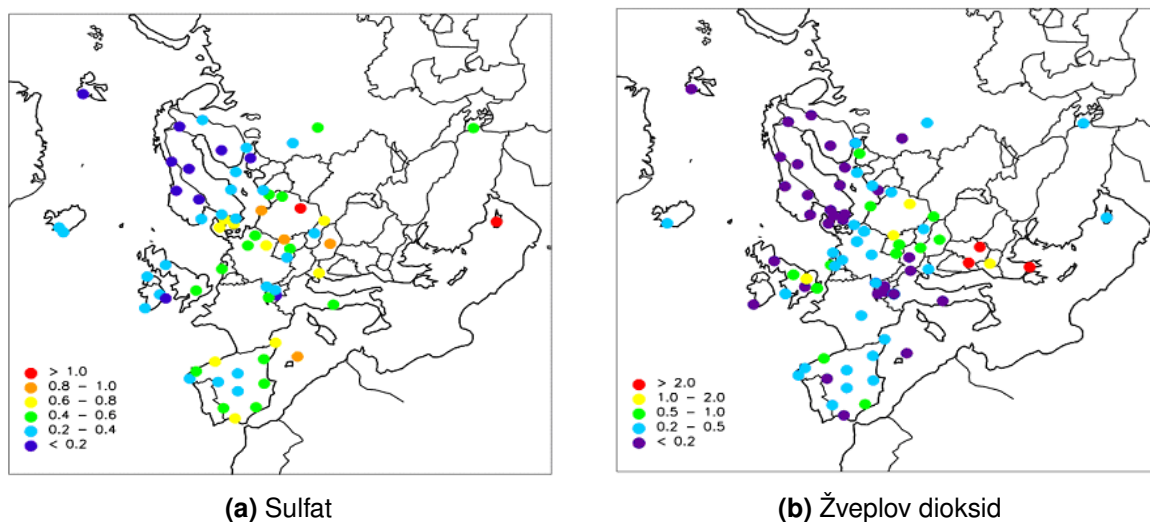 > 1.0
0.8 – 1.0
0.6 – 0.8
0.4 – 0.6
0.2 – 0.4
< 0.2
(a) Sulfat
> 2.0
1.0 – 2.0
0.5 – 1.0
0.2 – 0.5
< 0.2
(b) Žveplov dioksid